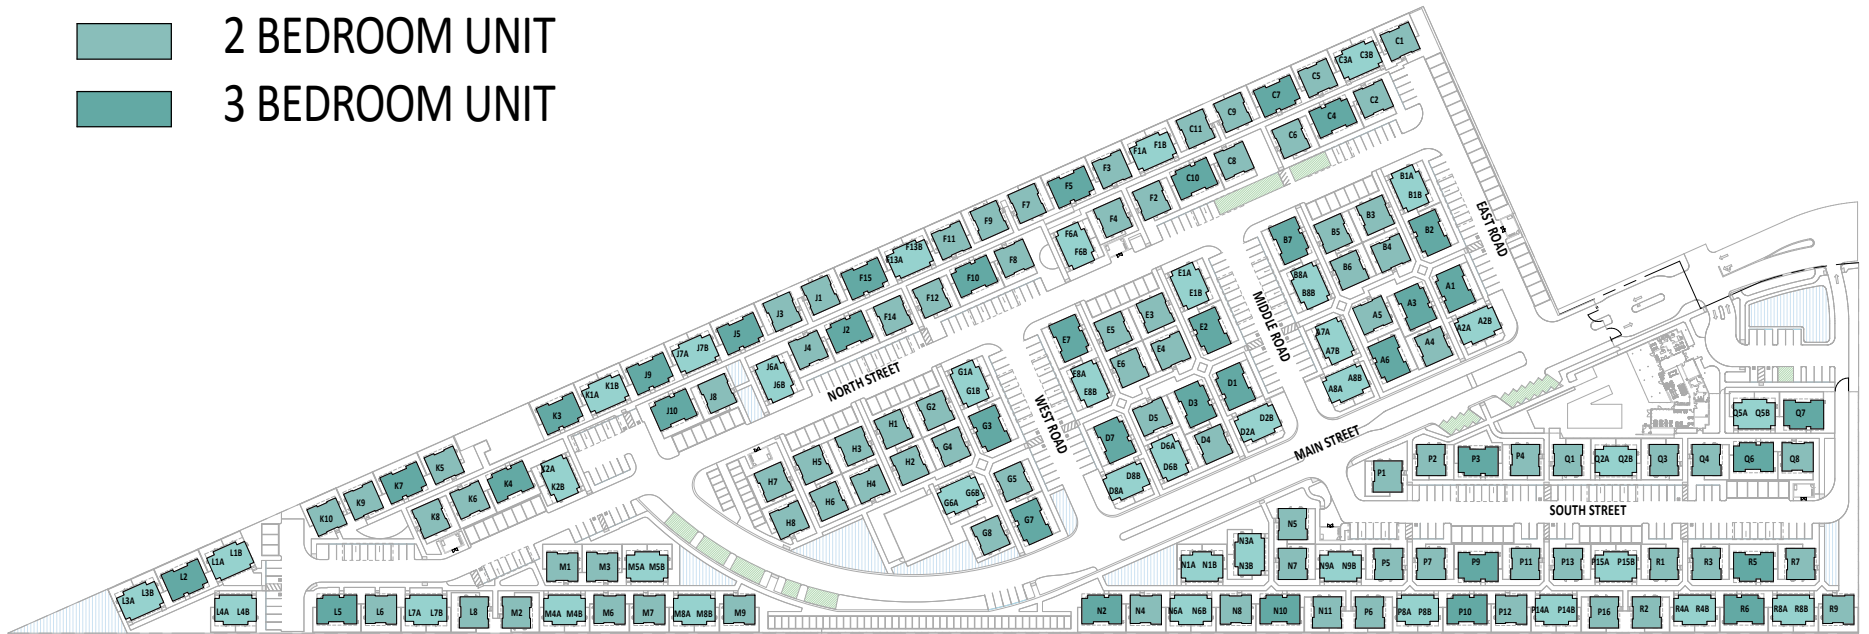 2 BEDROOM UNIT
3 BEDROOM UNIT
C1
C3B
C3A
C5
C7
C9
C11
F1B
F1A
F3
F5
F7
F9
F11
F13B
F13A
F15
J1
J3
J5
J7B
J7A
J9
K1B
K1A
K3
K5
K7
K9
K10
C2
C4
C6
C8
C10
F2
F4
F6A
F6B
F8
F10
F12
F14
J2
J4
J6A
J6B
J8
J10
K2A
K2B
K4
K6
K8
NORTH STREET
EAST ROAD
MIDDLE ROAD
WEST ROAD
MAIN STREET
SOUTH STREET
B1A
B1B
B2
B3
B4
B5
B6
B7
B8A
B8B
A1
A2A
A2B
A3
A4
A5
A6
A7A
A7B
A8A
A8B
E1A
E1B
E2
E3
E4
E5
E6
E7
E8A
E8B
D1
D2B
D2A
D3
D4
D5
D6A
D6B
D7
D8B
D8A
G1A
G1B
G2
G3
G4
G5
G6B
G6A
G7
G8
H1
H2
H3
H4
H5
H6
H7
H8
L1B
L1A
L2
L3B
L3A
L4A L4B
L5
L6
L7A L7B
L8
M2
M4A M4B
M6
M7
M8A M8B
M9
M1
M3
M5A M5B
N1A N1B
N3A
N3B
N5
N7
N9A N9B
P5
P7
P9
P11
P13
P15A P15B
R1
R3
R5
R7
N2
N4
N6A N6B
N8
N10
N11
P6
P8A P8B
P10
P12
P14A P14B
P16
R2
R4A R4B
R6
R8A R8B
R9
P1
P2
P3
P4
Q1
Q2A Q2B
Q3
Q4
Q6
Q8
Q5A Q5B
Q7